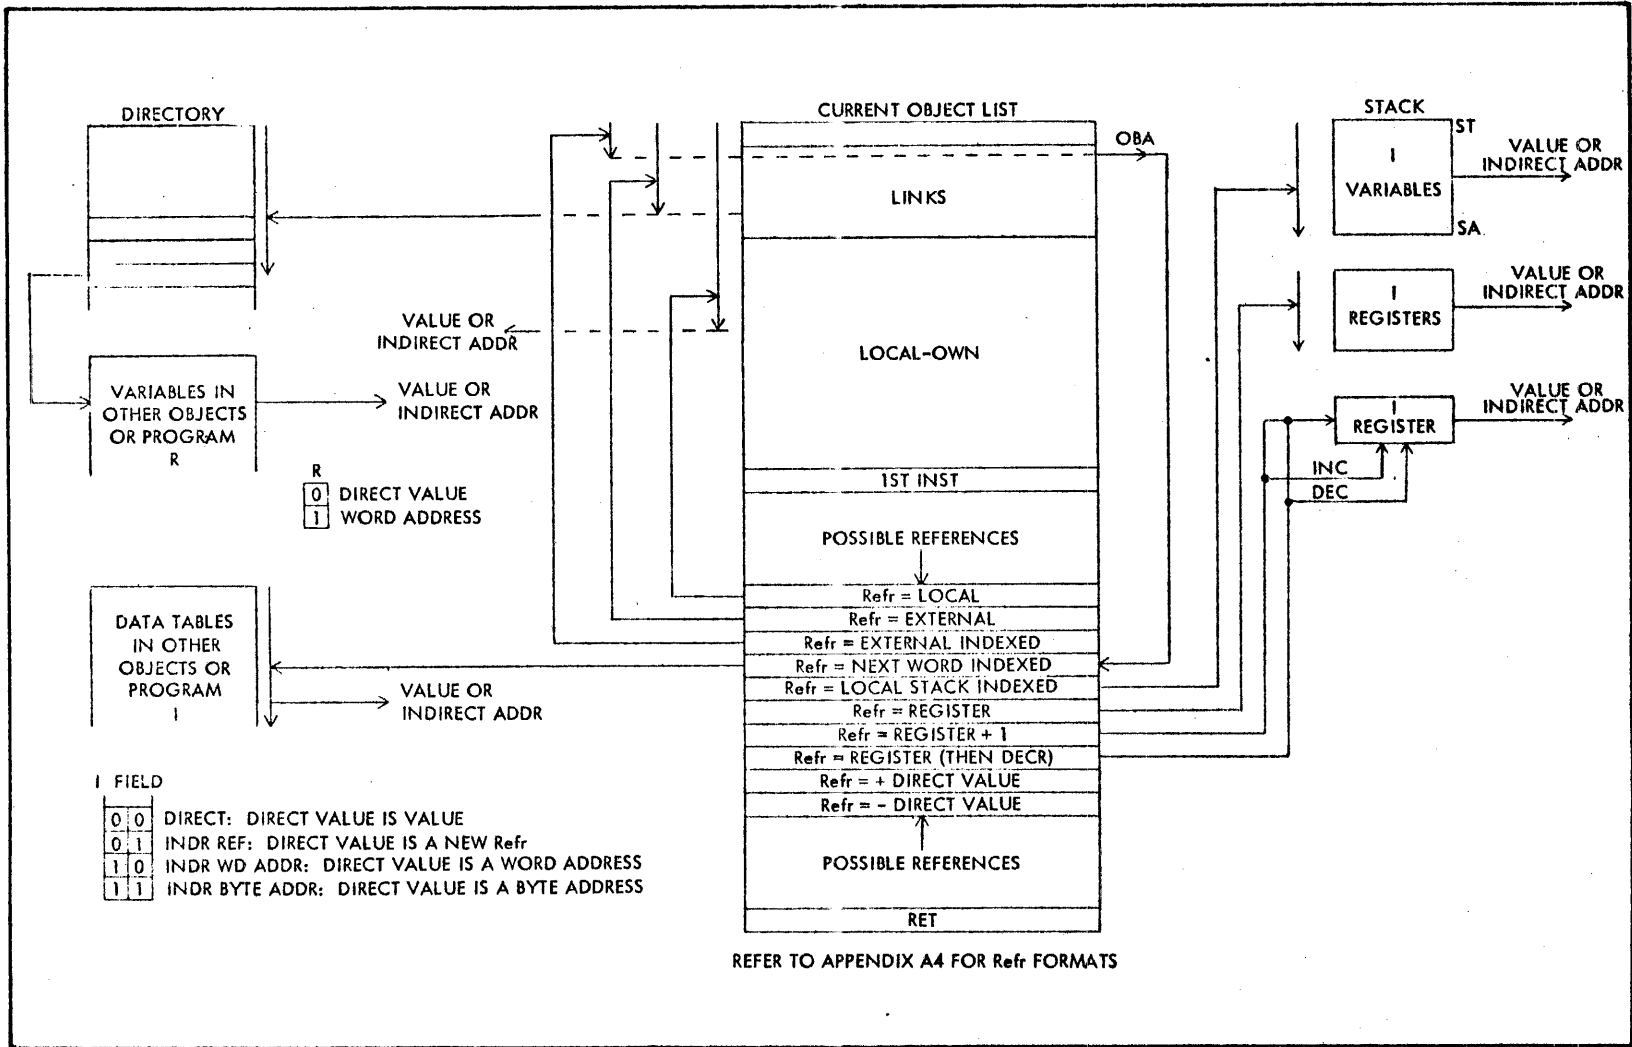 DIRECTORY
VARIABLES IN
OTHER OBJECTS
OR PROGRAM
R
VALUE OR
INDIRECT ADDR
VALUE OR
INDIRECT ADDR
R
0 DIRECT VALUE
1 WORD ADDRESS
DATA TABLES
IN OTHER
OBJECTS OR
PROGRAM
I
VALUE OR
INDIRECT ADDR
I FIELD
0 0 DIRECT: DIRECT VALUE IS VALUE
0 1 INDR REF: DIRECT VALUE IS A NEW Refr
1 0 INDR WD ADDR: DIRECT VALUE IS A WORD ADDRESS
1 1 INDR BYTE ADDR: DIRECT VALUE IS A BYTE ADDRESS
CURRENT OBJECT LIST
OBA
LINKS
LOCAL-OWN
1ST INST
POSSIBLE REFERENCES
Refr = LOCAL
Refr = EXTERNAL
Refr = EXTERNAL INDEXED
Refr = NEXT WORD INDEXED
Refr = LOCAL STACK INDEXED
Refr = REGISTER
Refr = REGISTER + 1
Refr = REGISTER (THEN DECR)
Refr = + DIRECT VALUE
Refr = - DIRECT VALUE
POSSIBLE REFERENCES
RET
REFER TO APPENDIX A4 FOR Refr FORMATS
STACK
ST
I
VARIABLES
SA
VALUE OR
INDIRECT ADDR
I
REGISTERS
VALUE OR
INDIRECT ADDR
I
REGISTER
VALUE OR
INDIRECT ADDR
INC
DEC